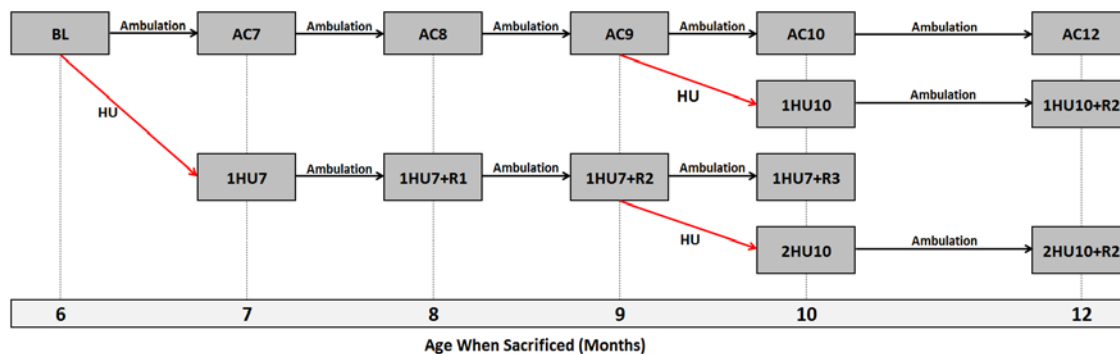 BL Ambulation AC7 Ambulation AC8 Ambulation AC9 Ambulation AC10 Ambulation AC12
HU HU 1HU10 Ambulation 1HU10+R2
1HU7 Ambulation 1HU7+R1 Ambulation 1HU7+R2 Ambulation 1HU7+R3
HU 2HU10 Ambulation 2HU10+R2
6 7 8 9 10 12
Age When Sacrificed (Months)